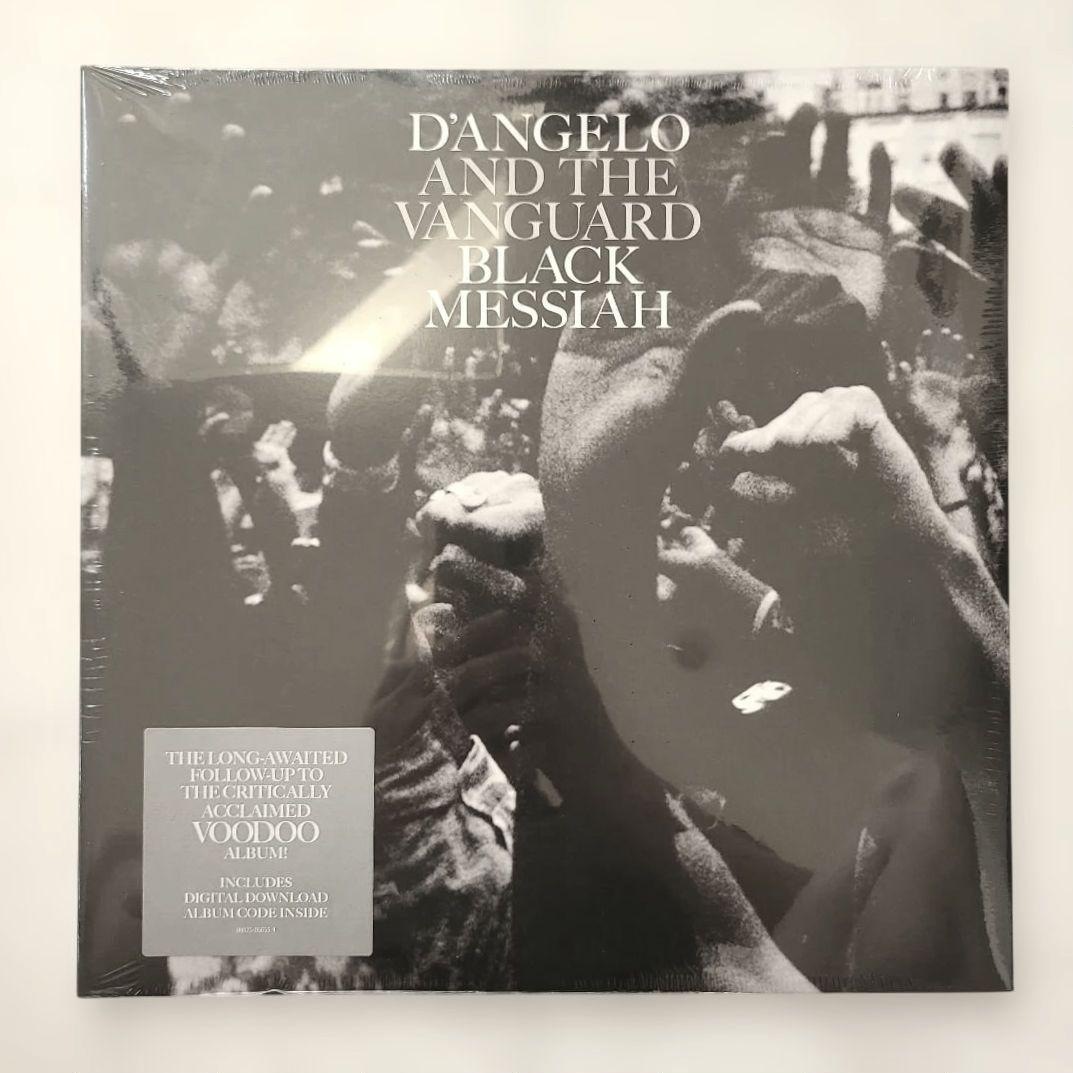 D'ANGELO
AND THE
VANGUARD
BLACK
MESSIAH
THE LONG-AWAITED
FOLLOW-UP TO
THE CRITICALLY
ACCLAIMED
VOODOO
ALBUM!
INCLUDES
DIGITAL DOWNLOAD
ALBUM CODE INSIDE